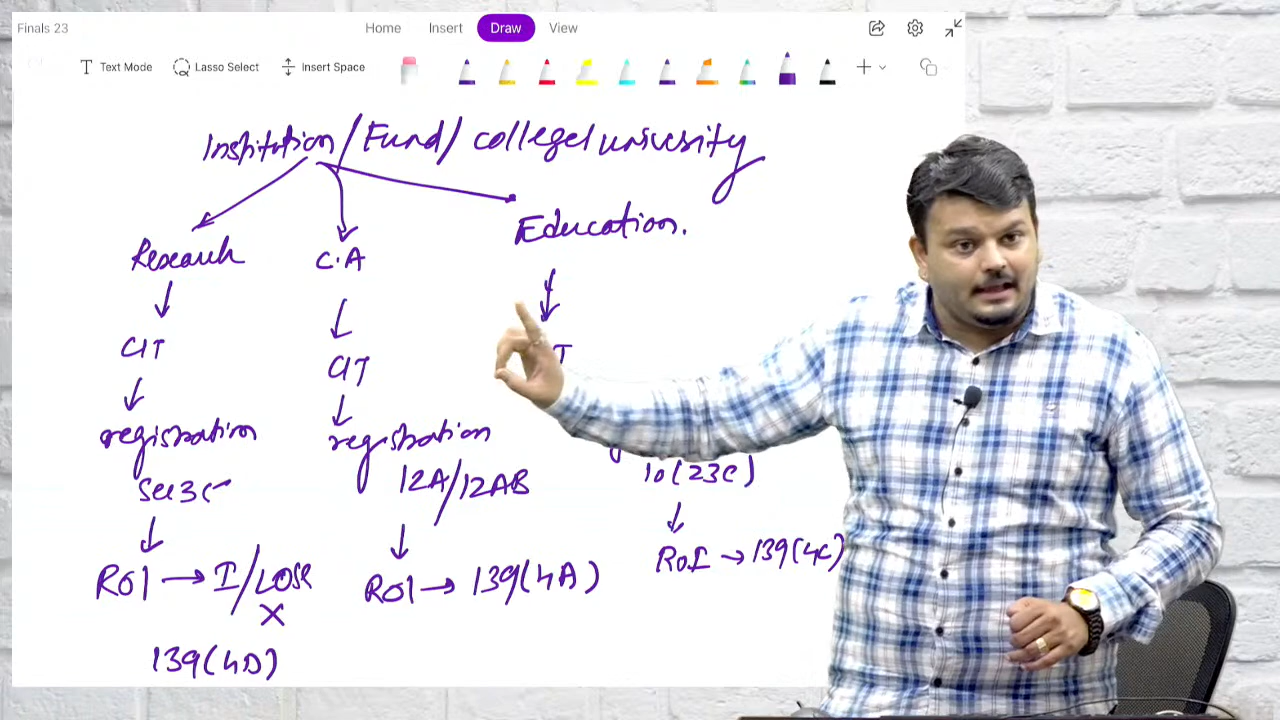 Finals 23
Home Insert Draw View
Text Mode Lasso Select Insert Space
Institution/Fund/college/university
Research
C.A
Education.
CIT
CIT
T
registration
registration
Sec 35
12A/12AB
10(23C)
ROI → I/LOSS
X
ROI → 139(4A)
R.O.I → 139(4C)
139(4D)